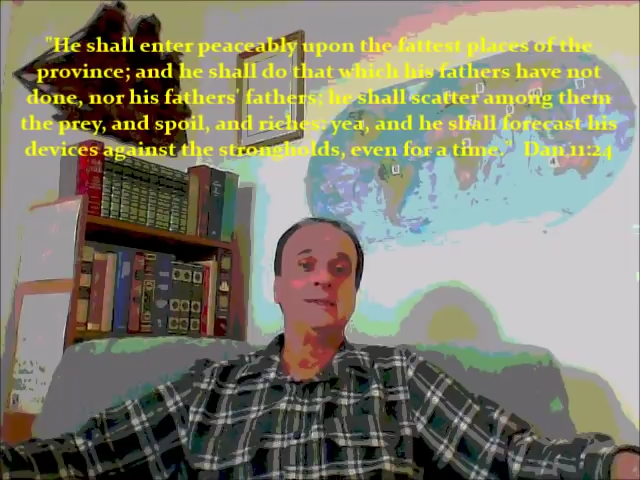 "He shall enter peaceably upon the fattest places of the
province; and he shall do that which his fathers have not
done, nor his fathers' fathers; he shall scatter among them
the prey, and spoil, and riches: yea, and he shall forecast his
devices against the strongholds, even for a time."  Dan 11:24